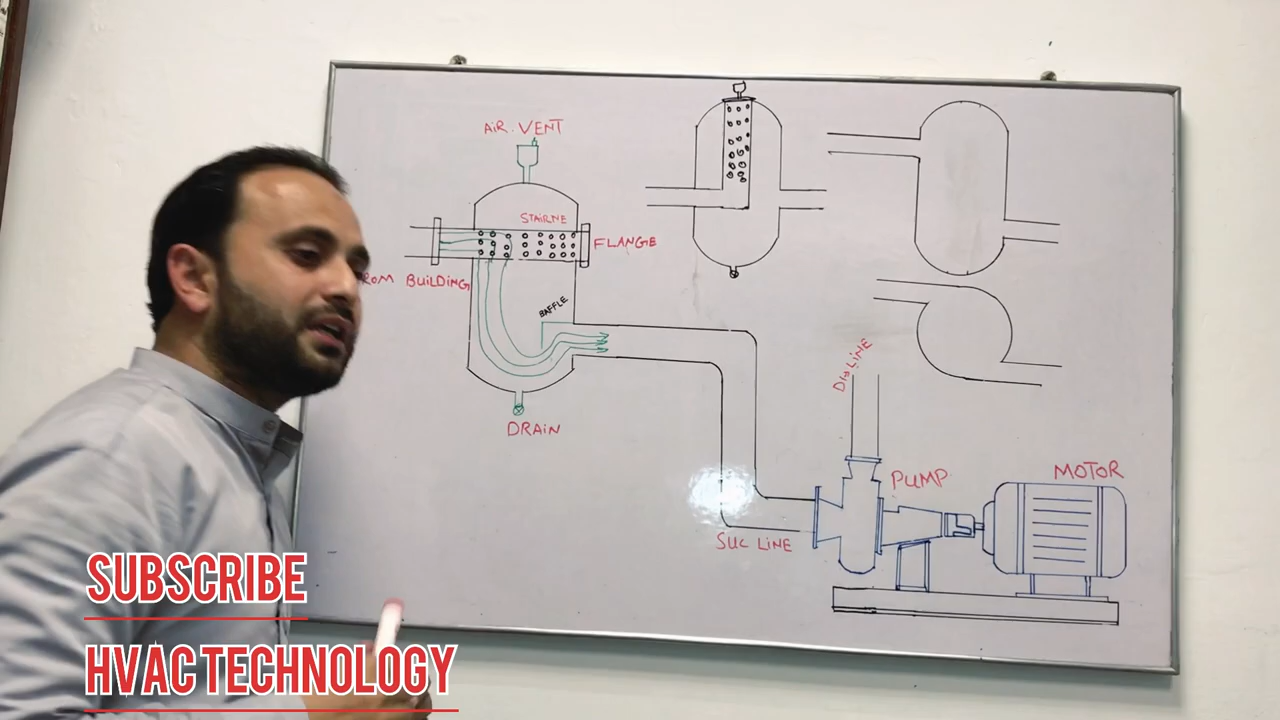 AiR. VENT
STAIRNE
FLANGE
ROM BUiLDiNG
BAFFLE
DRAiN
DIS LiNE
PUMP
MOTOR
SUC LiNE
SUBSCRIBE
HVAC TECHNOLOGY